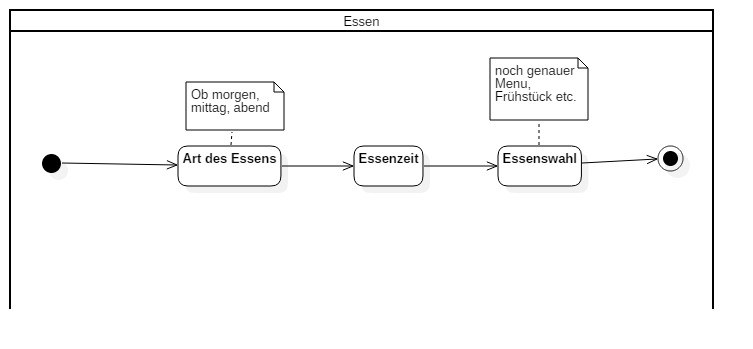 Essen
Ob morgen,
mittag, abend
noch genauer
Menu,
Frühstück etc.
Art des Essens
Essenzeit
Essenswahl